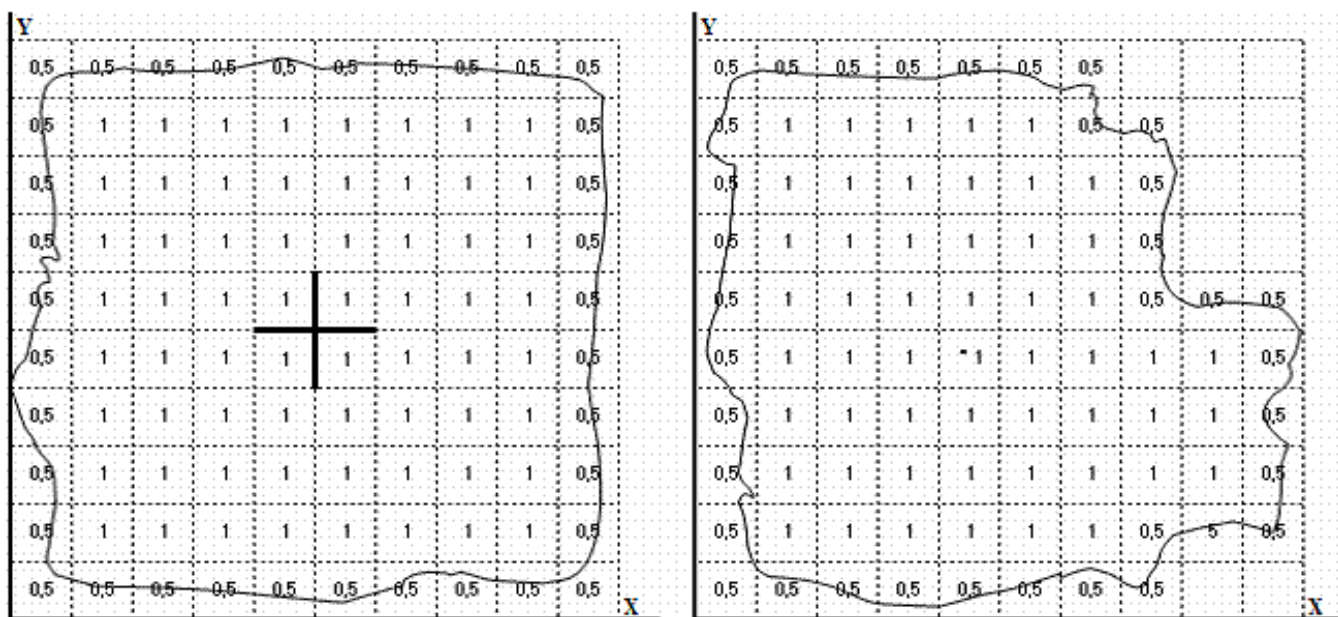 Y
0,5 0,5 0,5 0,5 0,5 0,5 0,5 0,5 0,5 0,5
0,5 1 1 1 1 1 1 1 1 0,5
0,5 1 1 1 1 1 1 1 1 0,5
0,5 1 1 1 1 1 1 1 1 0,5
0,5 1 1 1 1 1 1 1 1 0,5
0,5 1 1 1 1 1 1 1 1 0,5
0,5 1 1 1 1 1 1 1 1 0,5
0,5 1 1 1 1 1 1 1 1 0,5
0,5 1 1 1 1 1 1 1 1 0,5
0,5 0,5 0,5 0,5 0,5 0,5 0,5 0,5 0,5 0,5
X
Y
0,5 0,5 0,5 0,5 0,5 0,5 0,5
0,5 1 1 1 1 1 0,5 0,5
0,5 1 1 1 1 1 1 0,5
0,5 1 1 1 1 1 1 0,5
0,5 1 1 1 1 1 1 0,5 0,5 0,5
0,5 1 1 1 1 1 1 1 1 0,5
0,5 1 1 1 1 1 1 1 1 0,5
0,5 1 1 1 1 1 1 1 1 0,5
0,5 1 1 1 1 1 1 0,5 5 0,5
0,5 0,5 0,5 0,5 0,5 0,5 0,5 0,5
X